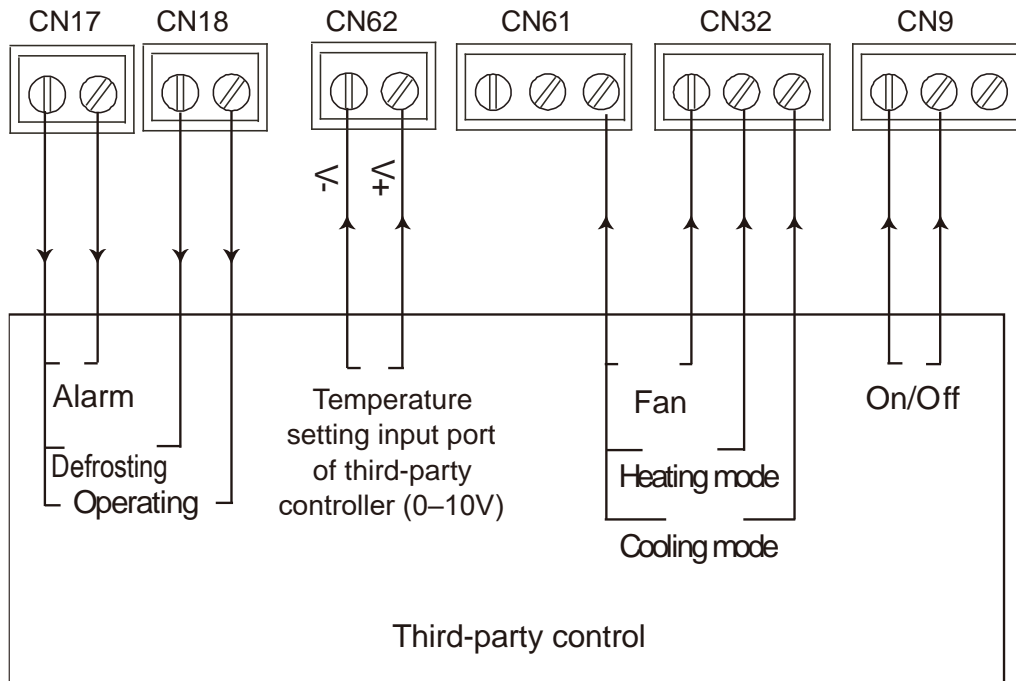 CN17 CN18 CN62 CN61 CN32 CN9
V- V+
Alarm
Defrosting
Operating
Temperature
setting input port
of third-party
controller (0–10V)
Fan
Heating mode
Cooling mode
On/Off
Third-party control